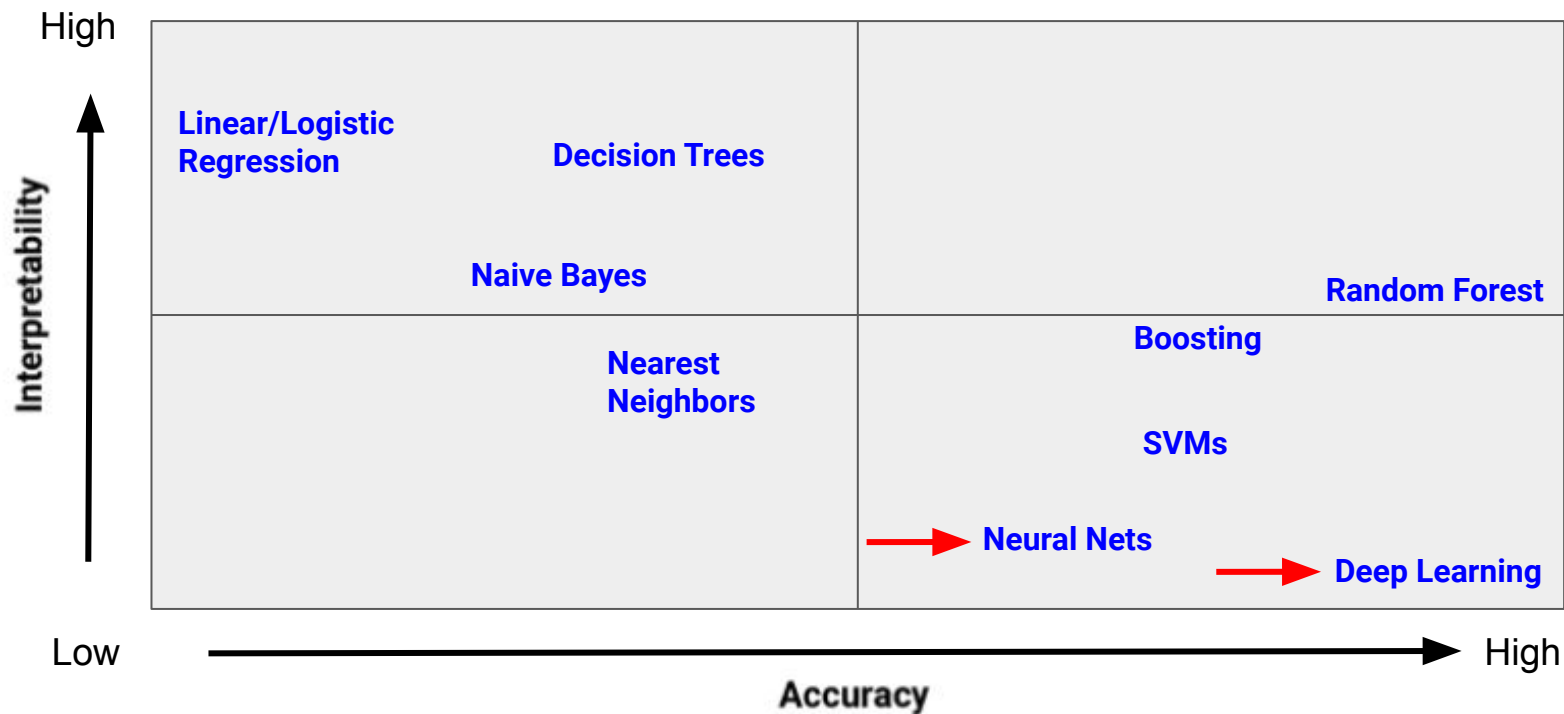 High
Linear/Logistic
Regression
Decision Trees
Interpretability
Naive Bayes
Random Forest
Boosting
Nearest
Neighbors
SVMs
Neural Nets
Deep Learning
Low
High
Accuracy